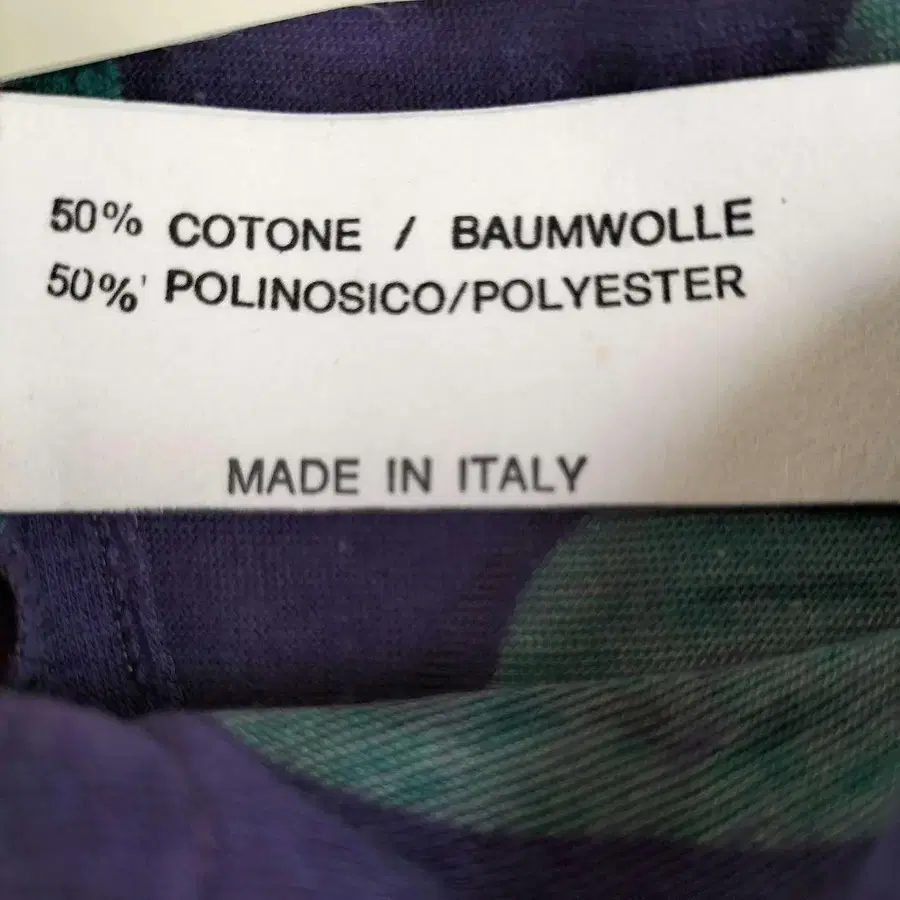 50% COTONE / BAUMWOLLE
50% POLINOSICO/POLYESTER
MADE IN ITALY